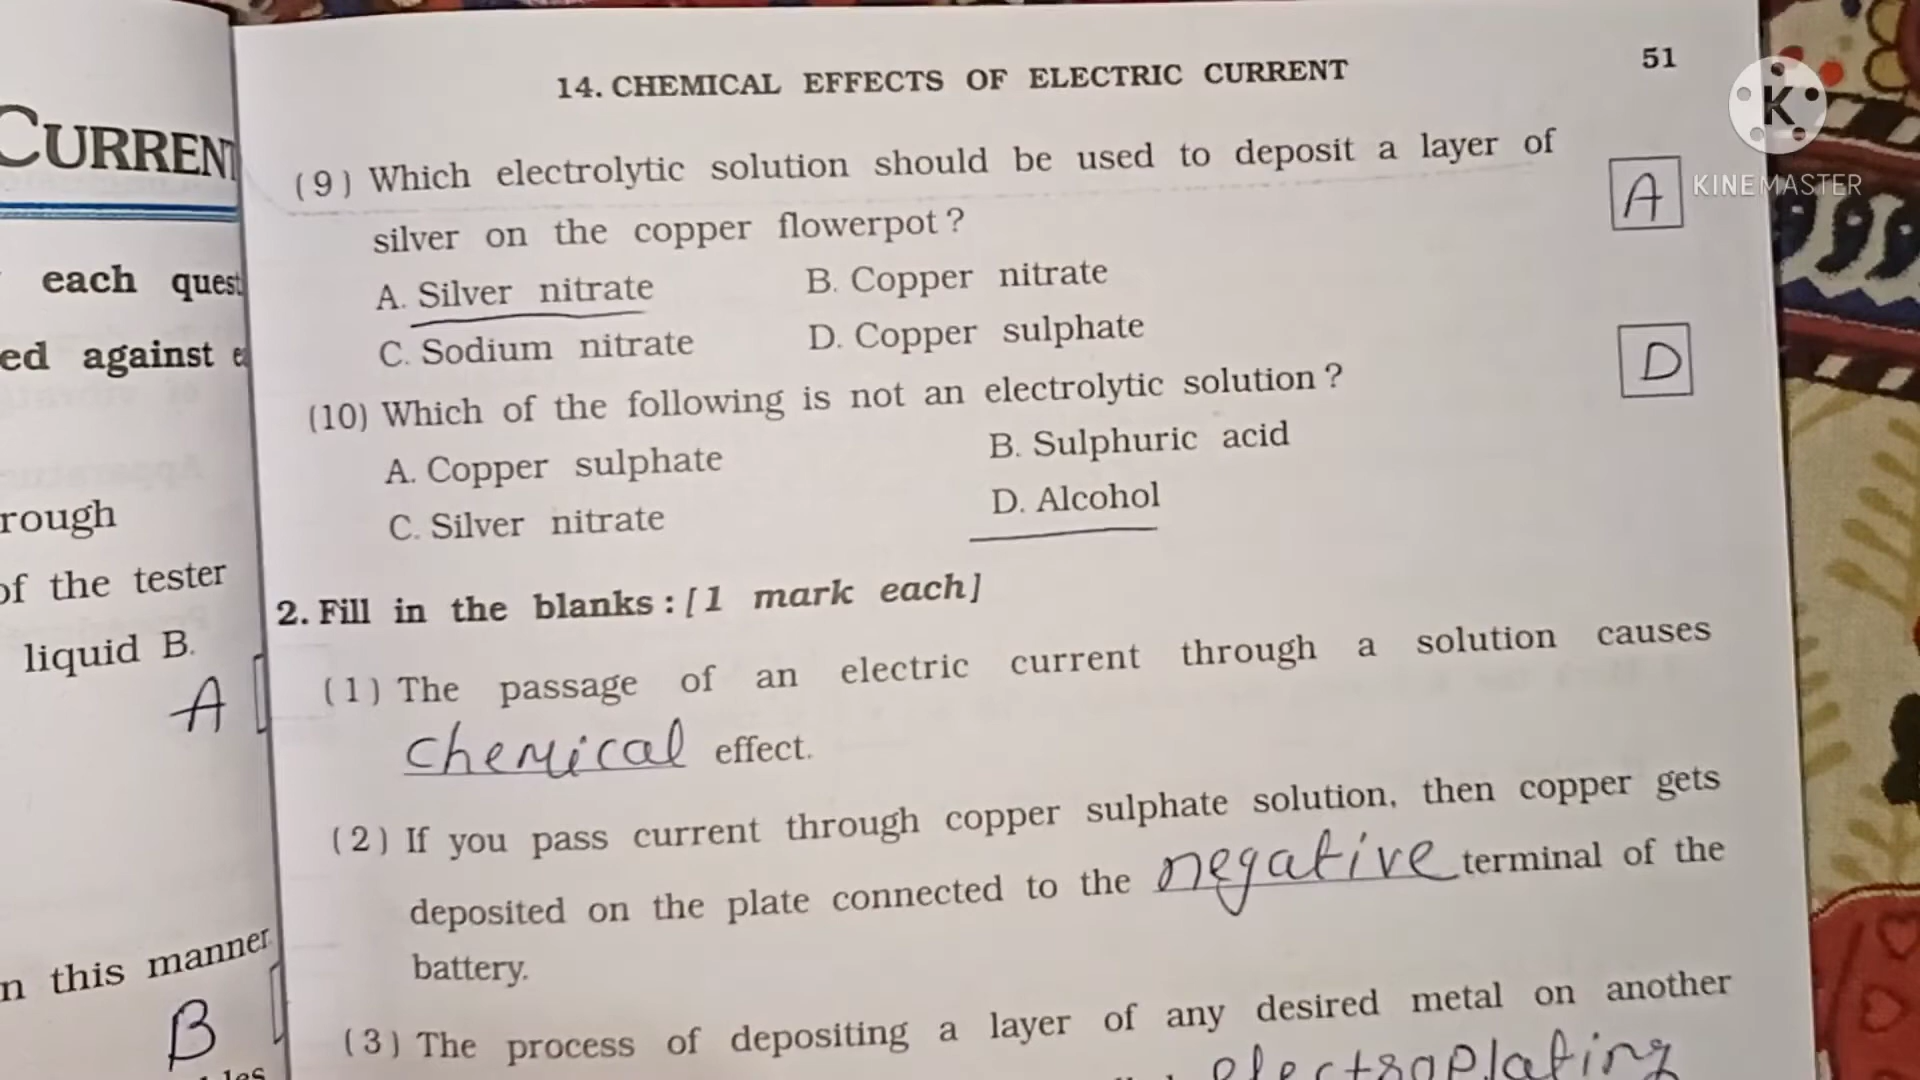 14. CHEMICAL EFFECTS OF ELECTRIC CURRENT
51
(9) Which electrolytic solution should be used to deposit a layer of
silver on the copper flowerpot ?
A
A. Silver nitrate B. Copper nitrate
C. Sodium nitrate D. Copper sulphate
(10) Which of the following is not an electrolytic solution ?
D
A. Copper sulphate B. Sulphuric acid
C. Silver nitrate D. Alcohol
2. Fill in the blanks : [1 mark each]
(1) The passage of an electric current through a solution causes
chemical effect.
(2) If you pass current through copper sulphate solution, then copper gets
deposited on the plate connected to the negative terminal of the
battery.
(3) The process of depositing a layer of any desired metal on another
electroplating
CURRENT
each
against
of the tester
liquid B.
A
this manner
B
K
KINEMASTER